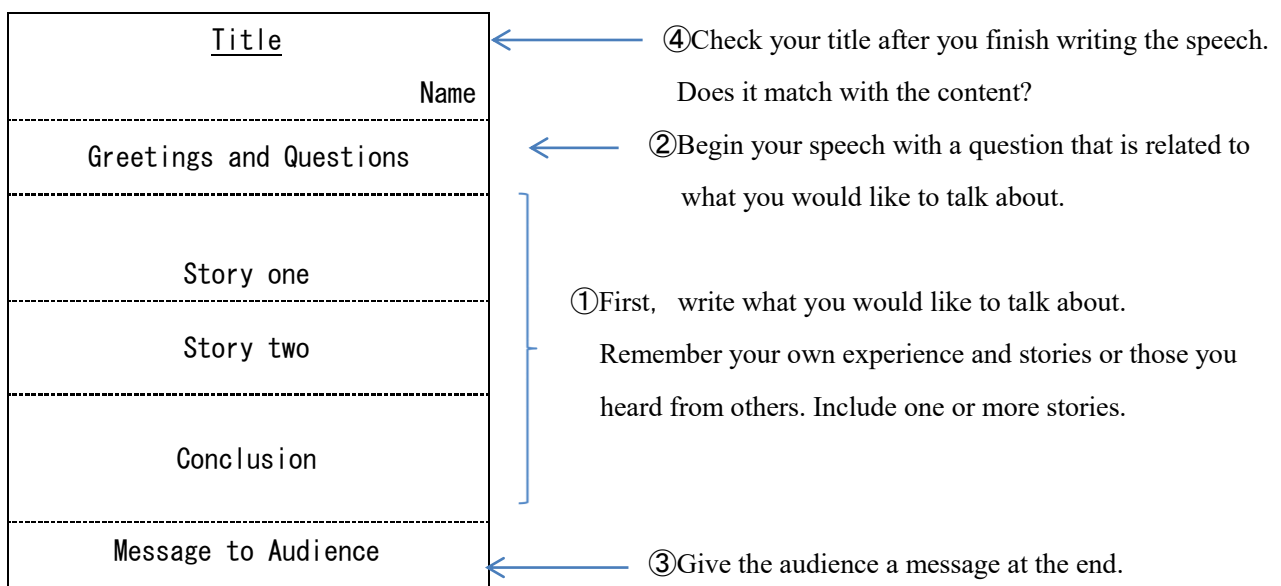 Title
Name
Greetings and Questions
Story one
Story two
Conclusion
Message to Audience
④Check your title after you finish writing the speech.
Does it match with the content?
②Begin your speech with a question that is related to
what you would like to talk about.
①First, write what you would like to talk about.
Remember your own experience and stories or those you
heard from others. Include one or more stories.
③Give the audience a message at the end.